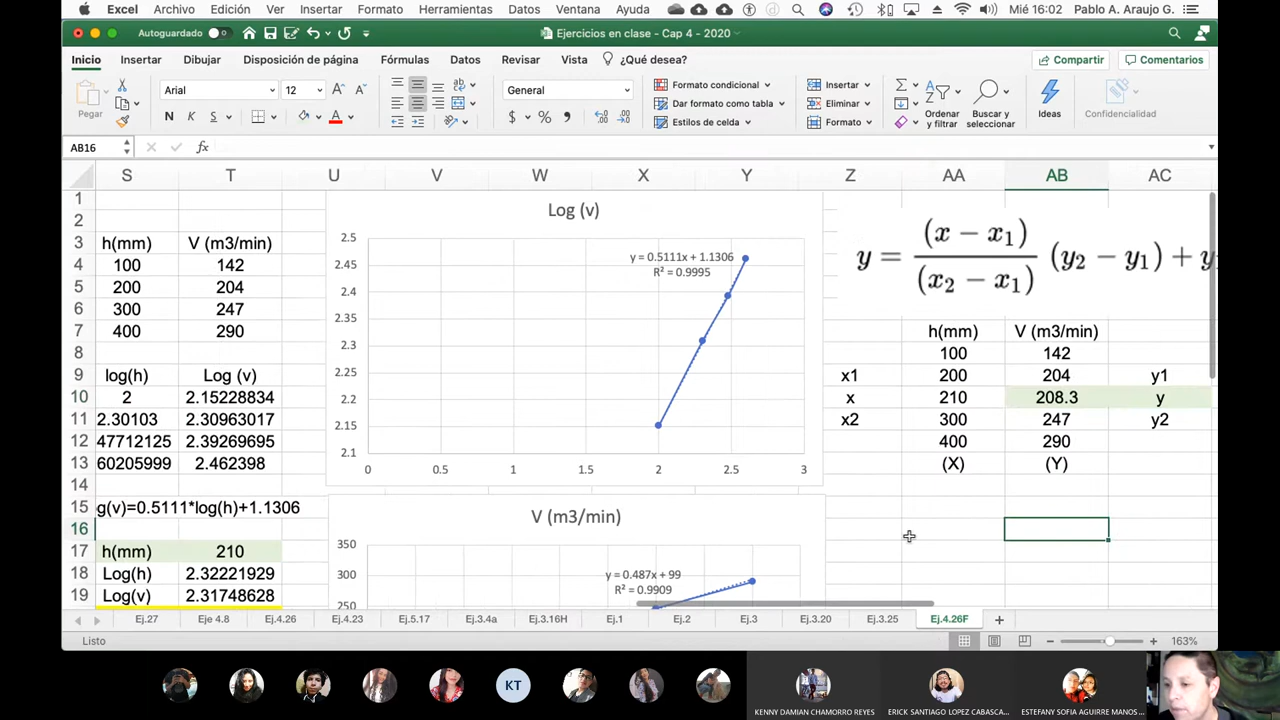 Excel Archivo Edición Ver Insertar Formato Herramientas Datos Ventana Ayuda Mié 16:02 Pablo A. Araujo G.
Autoguardado Ejercicios en clase - Cap 4 - 2020
Inicio Insertar Dibujar Disposición de página Fórmulas Datos Revisar Vista ¿Qué desea? Compartir Comentarios
Pegar
Arial 12
N K S
General
$ %
Formato condicional
Dar formato como tabla
Estilos de celda
Insertar
Eliminar
Formato
Ordenar y filtrar
Buscar y seleccionar
Ideas
Confidencialidad
AB16 fx
S T U V W X Y Z AA AB AC
1
2
3 h(mm) V (m3/min)
4 100 142
5 200 204
6 300 247
7 400 290
8
9 log(h) Log (v)
10 2 2.15228834
11 2.30103 2.30963017
12 47712125 2.39269695
13 60205999 2.462398
14
15 g(v)=0.5111*log(h)+1.1306
16
17 h(mm) 210
18 Log(h) 2.32221929
19 Log(v) 2.31748628
Log (v)
2.5
2.45
2.4
2.35
2.3
2.25
2.2
2.15
2.1
0 0.5 1 1.5 2 2.5 3
y = 0.5111x + 1.1306
R² = 0.9995
V (m3/min)
350
300
250
y = 0.487x + 99
R² = 0.9909
y = (x − x1) / (x2 − x1) (y2 − y1) + y
h(mm) V (m3/min)
100 142
x1 200 204 y1
x 210 208.3 y
x2 300 247 y2
400 290
(X) (Y)
Ej.27 Eje 4.8 Ej.4.26 Ej.4.23 Ej.5.17 Ej.3.4a Ej.3.16H Ej.1 Ej.2 Ej.3 Ej.3.20 Ej.3.25 Ej.4.26F
Listo 163%
KT
KENNY DAMIAN CHAMORRO REYES
ERICK SANTIAGO LOPEZ CABASCA...
ESTEFANY SOFIA AGUIRRE MANOS...